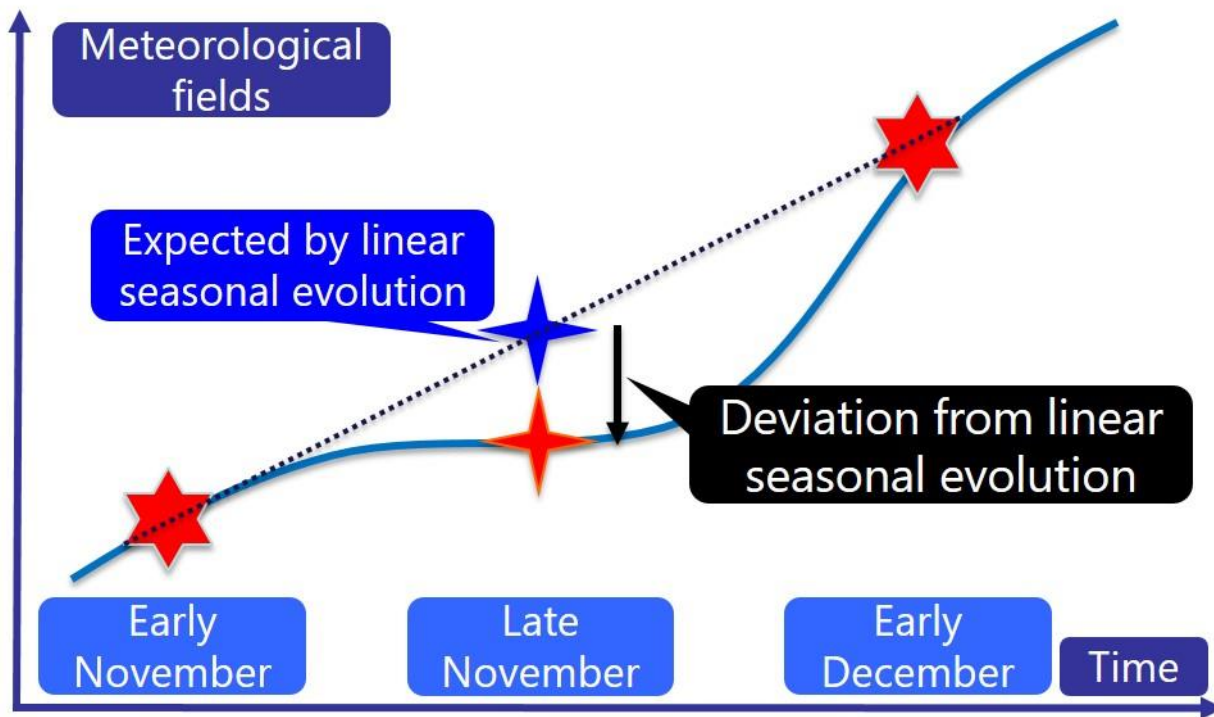 Meteorological
fields
Expected by linear
seasonal evolution
Deviation from linear
seasonal evolution
Early
November
Late
November
Early
December
Time